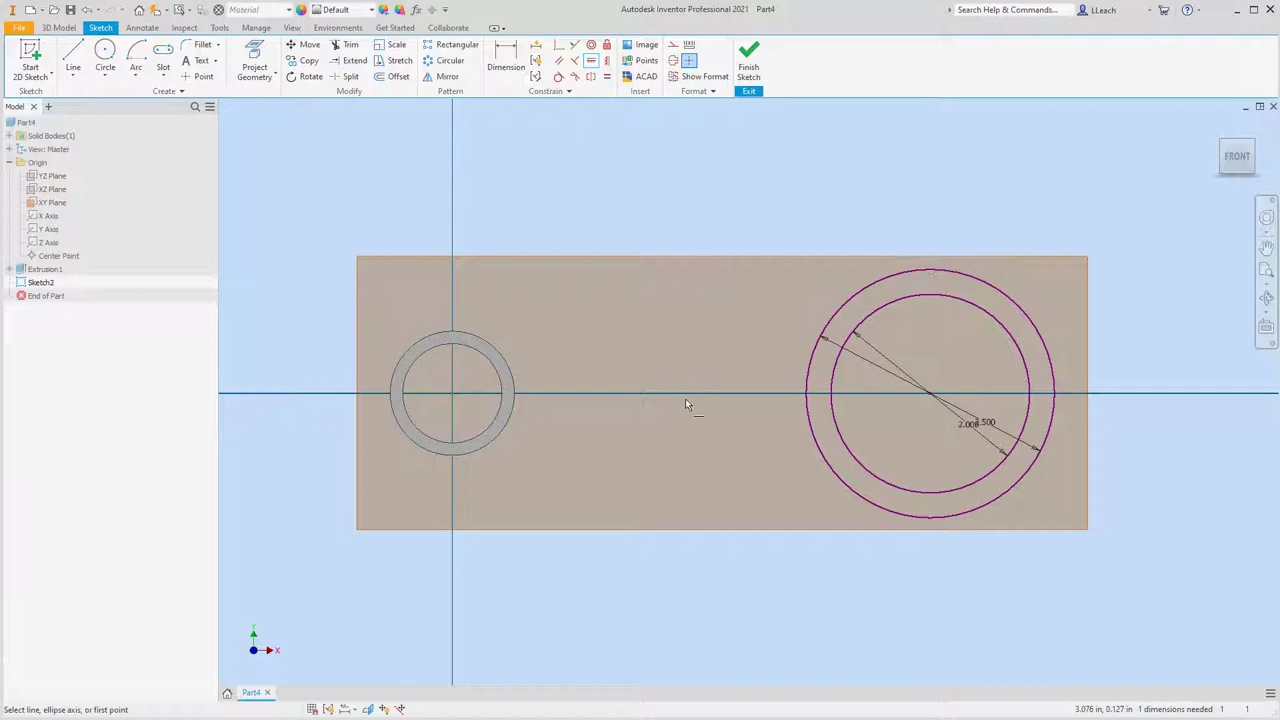 Material
Default
Autodesk Inventor Professional 2021 Part4
Search Help & Commands...
LLeach
File 3D Model Sketch Annotate Inspect Tools Manage View Environments Get Started Collaborate
Start
2D Sketch
Line
Circle
Arc
Slot
Fillet
Text
Point
Project
Geometry
Move
Copy
Rotate
Trim
Extend
Split
Scale
Stretch
Offset
Rectangular
Circular
Mirror
Dimension
Image
Points
ACAD
Show Format
Finish
Sketch
Sketch
Create
Modify
Pattern
Constrain
Insert
Format
Exit
Model
Part4
Solid Bodies(1)
View: Master
Origin
YZ Plane
XZ Plane
XY Plane
X Axis
Y Axis
Z Axis
Center Point
Extrusion1
Sketch2
End of Part
FRONT
Y
X
Part4
Select line, ellipse axis, or first point
3.076 in, 0.127 in 1 dimensions needed 1 1